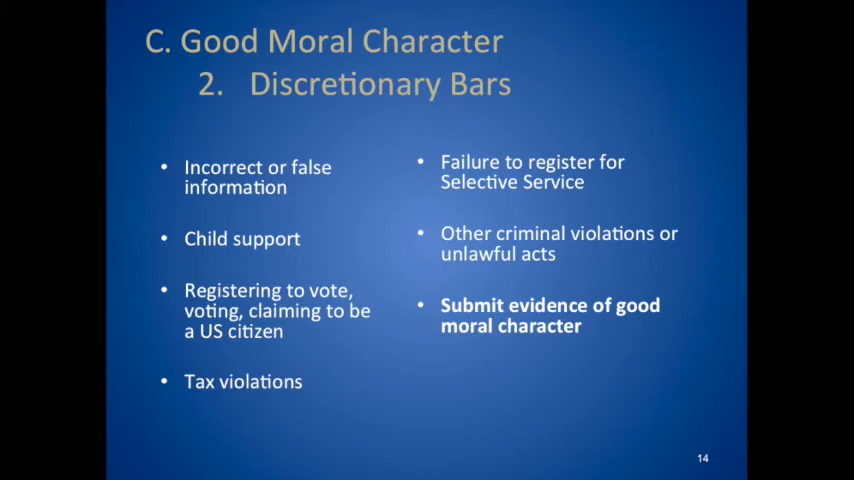 C. Good Moral Character
2. Discretionary Bars
• Incorrect or false
information
• Child support
• Registering to vote,
voting, claiming to be
a US citizen
• Tax violations
• Failure to register for
Selective Service
• Other criminal violations or
unlawful acts
• Submit evidence of good
moral character
14